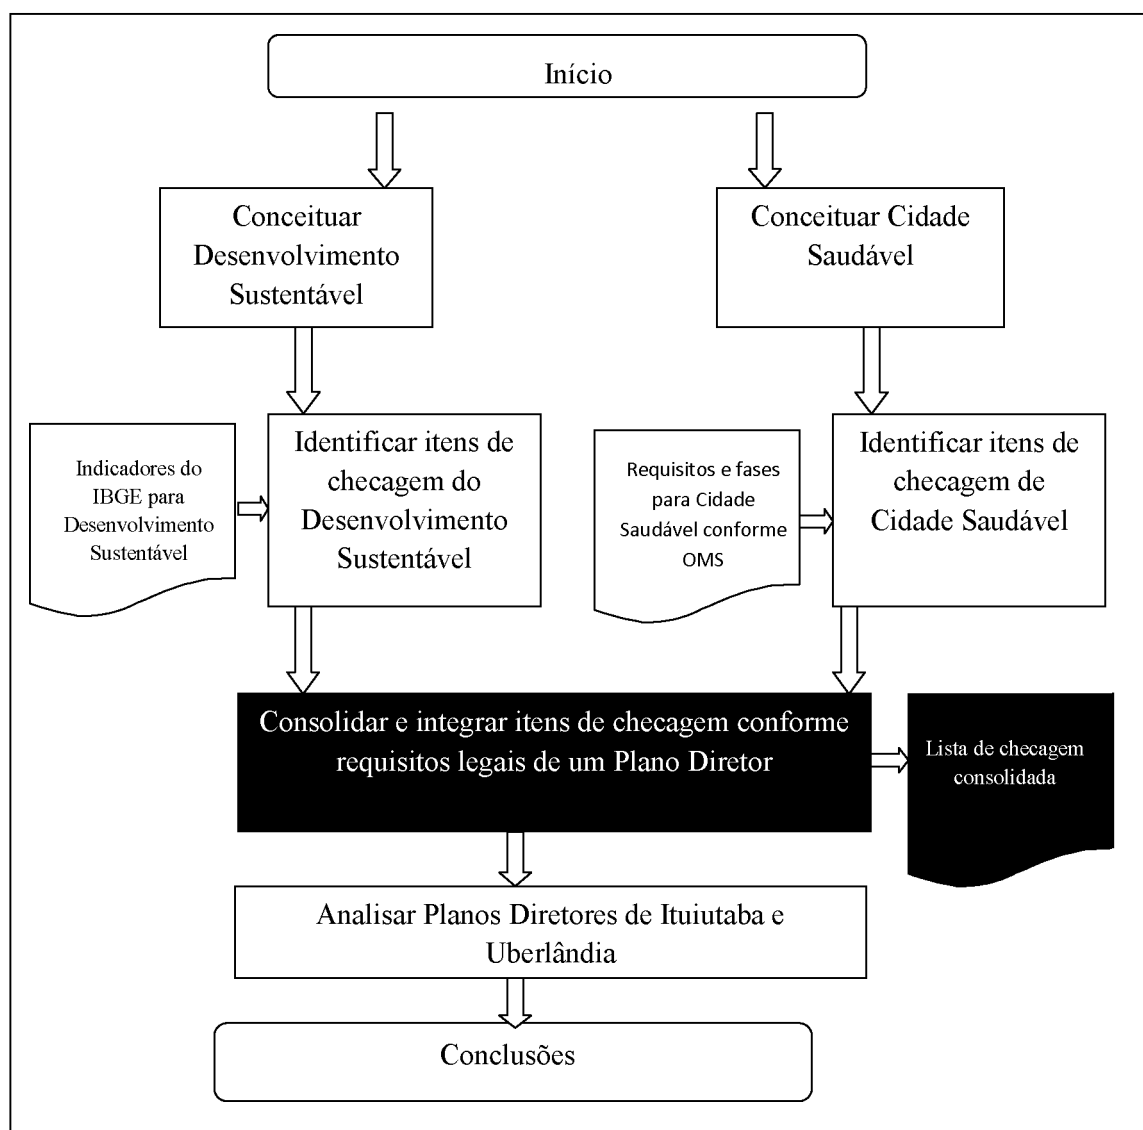 Início
Conceituar
Desenvolvimento
Sustentável
Conceituar Cidade
Saudável
Indicadores do
IBGE para
Desenvolvimento
Sustentável
Identificar itens de
checagem do
Desenvolvimento
Sustentável
Requisitos e fases
para Cidade
Saudável conforme
OMS
Identificar itens de
checagem de
Cidade Saudável
Consolidar e integrar itens de checagem conforme
requisitos legais de um Plano Diretor
Lista de checagem
consolidada
Analisar Planos Diretores de Ituiutaba e
Uberlândia
Conclusões